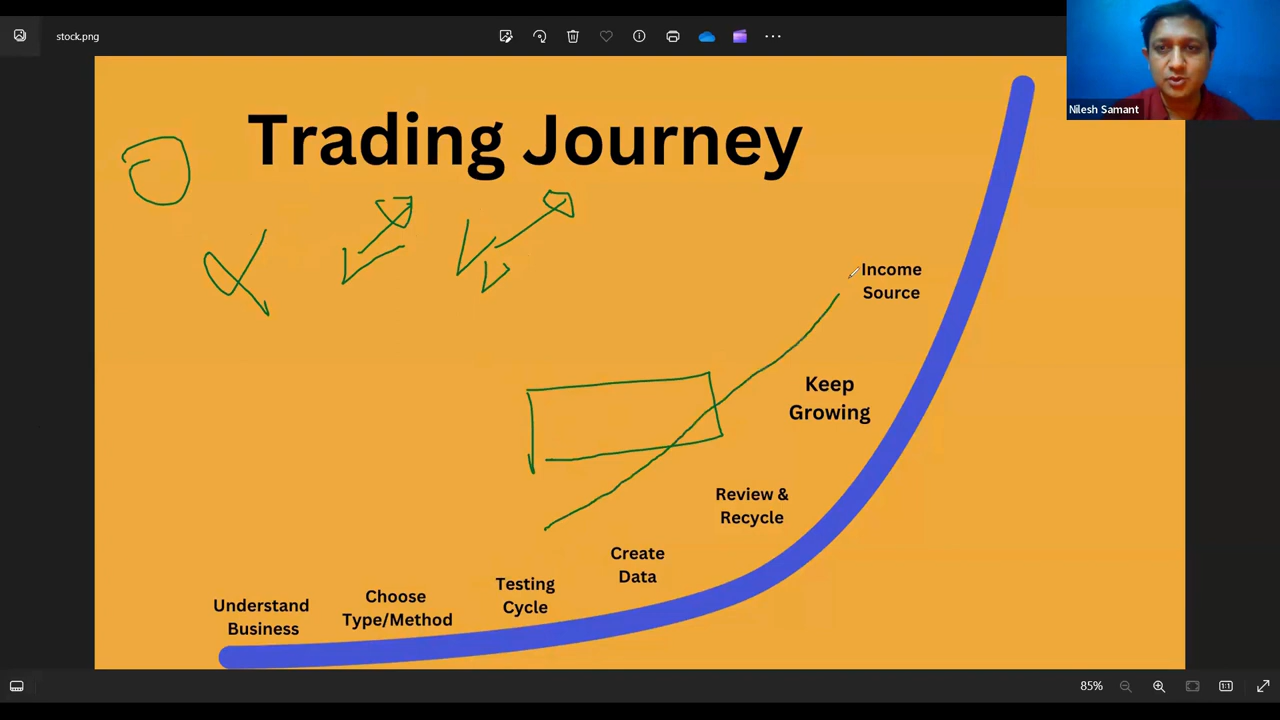 stock.png
Nilesh Samant
Trading Journey
Income
Source
Keep
Growing
Review &
Recycle
Create
Data
Testing
Cycle
Choose
Type/Method
Understand
Business
85%